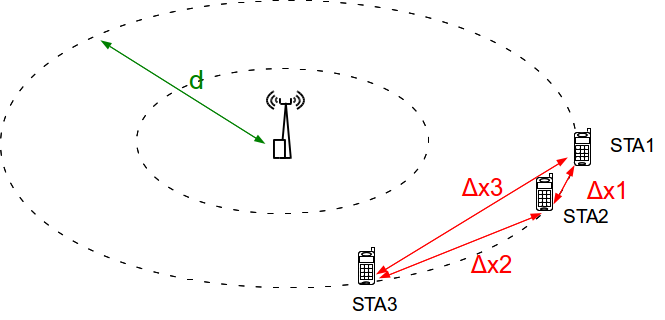 d
STA1
Δx3
Δx1
STA2
Δx2
STA3